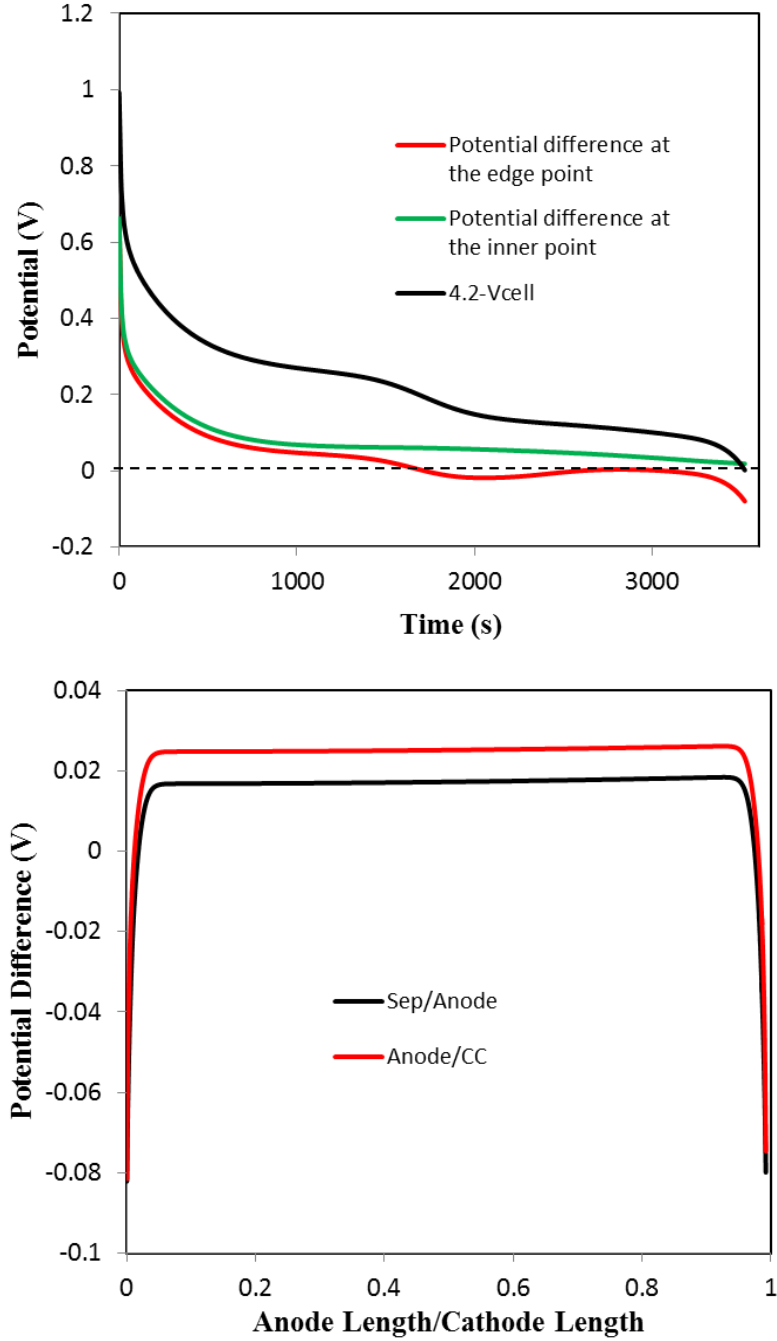 1.2
1
0.8
0.6
0.4
0.2
0
-0.2
Potential (V)
Potential difference at
the edge point
Potential difference at
the inner point
4.2-Vcell
0
1000
2000
3000
Time (s)
0.04
0.02
0
-0.02
-0.04
-0.06
-0.08
-0.1
Potential Difference (V)
Sep/Anode
Anode/CC
0
0.2
0.4
0.6
0.8
1
Anode Length/Cathode Length